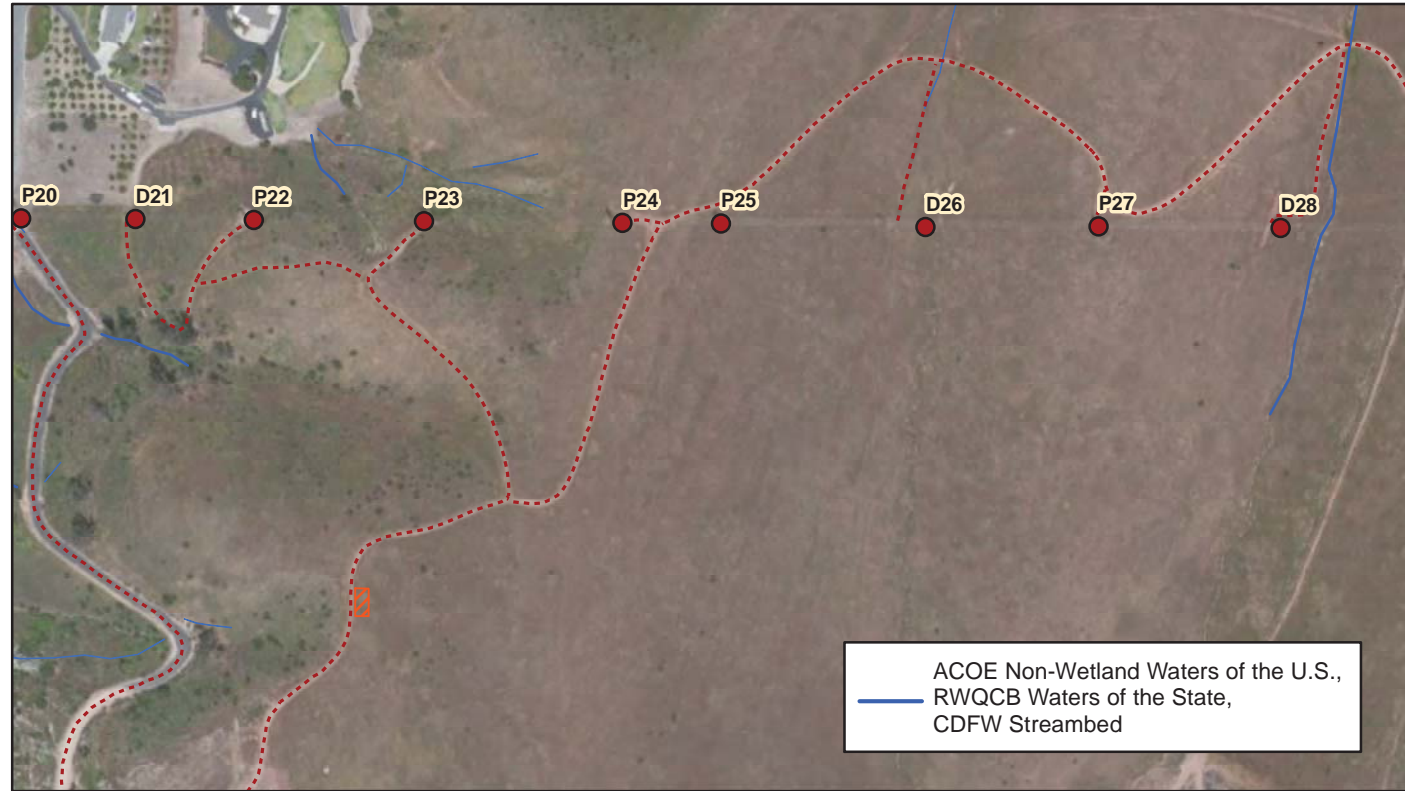 P20
D21
P22
P23
P24
P25
D26
P27
D28
ACOE Non-Wetland Waters of the U.S.,
RWQCB Waters of the State,
CDFW Streambed